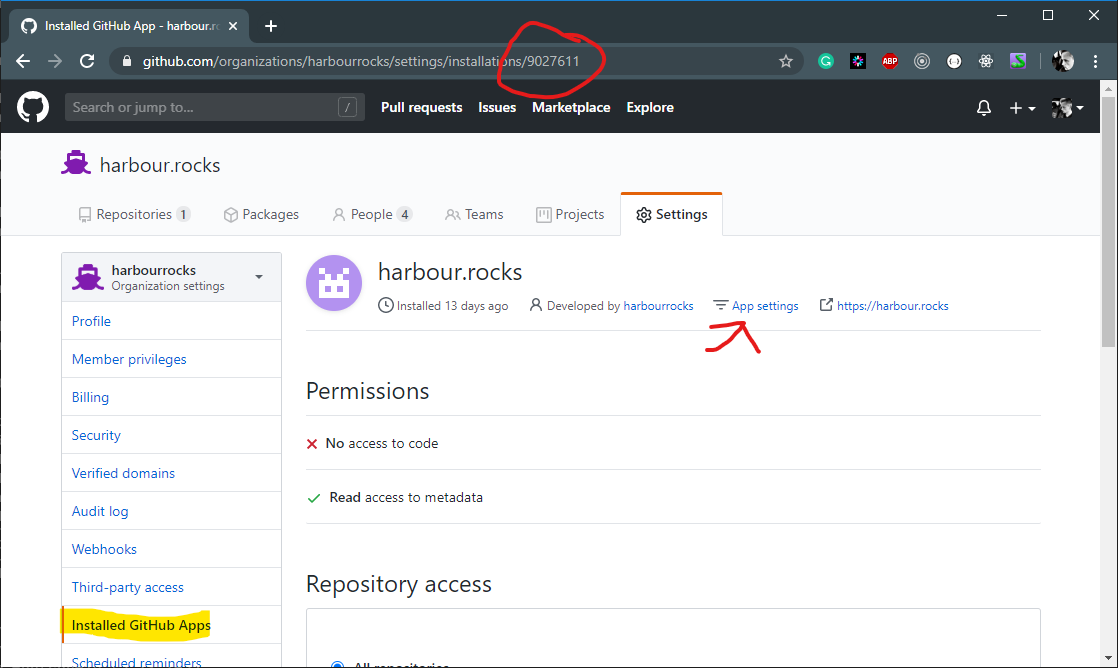 Installed GitHub App - harbour.ro
github.com/organizations/harbourrocks/settings/installations/9027611
ABP
Search or jump to... /
Pull requests Issues Marketplace Explore
harbour.rocks
Repositories 1 Packages People 4 Teams Projects Settings
harbourrocks
Organization settings
Profile
Member privileges
Billing
Security
Verified domains
Audit log
Webhooks
Third-party access
Installed GitHub Apps
Scheduled reminders
harbour.rocks
Installed 13 days ago Developed by harbourrocks App settings https://harbour.rocks
Permissions
No access to code
Read access to metadata
Repository access
All repositories